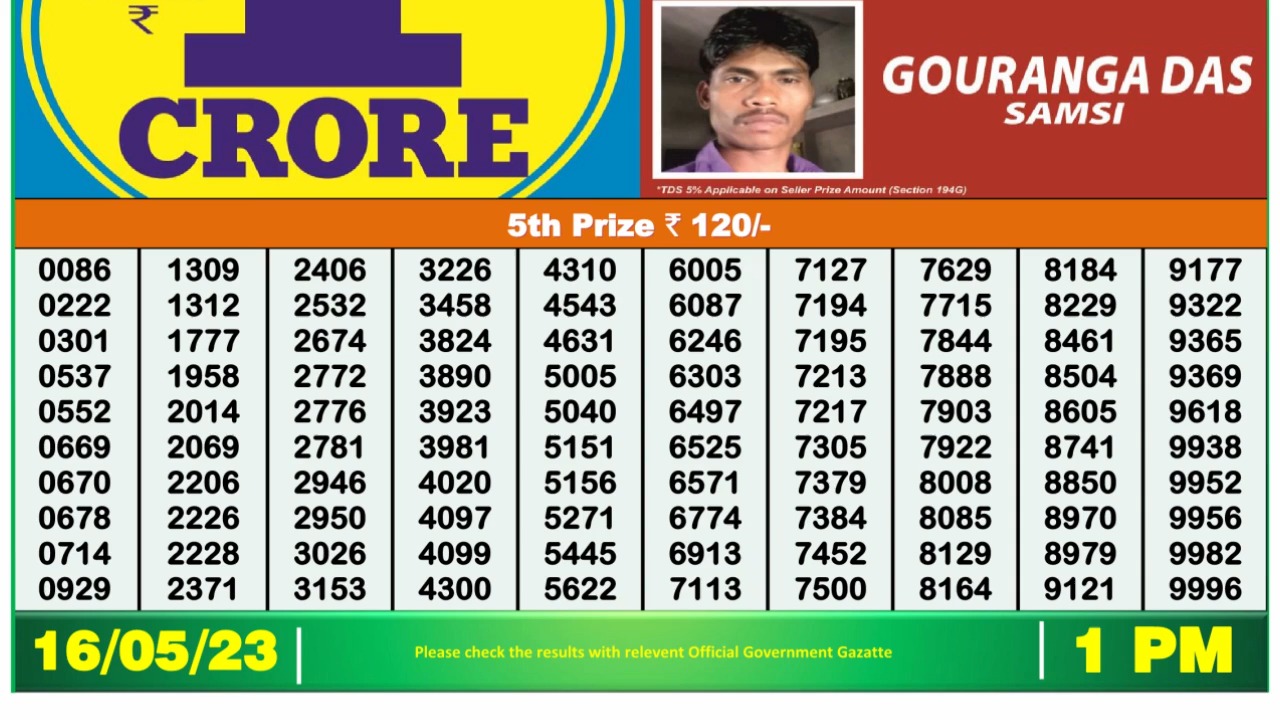 ₹ 1
CRORE
GOURANGA DAS
SAMSI
*TDS 5% Applicable on Seller Prize Amount (Section 194G)
5th Prize ₹ 120/-
0086 1309 2406 3226 4310 6005 7127 7629 8184 9177
0222 1312 2532 3458 4543 6087 7194 7715 8229 9322
0301 1777 2674 3824 4631 6246 7195 7844 8461 9365
0537 1958 2772 3890 5005 6303 7213 7888 8504 9369
0552 2014 2776 3923 5040 6497 7217 7903 8605 9618
0669 2069 2781 3981 5151 6525 7305 7922 8741 9938
0670 2206 2946 4020 5156 6571 7379 8008 8850 9952
0678 2226 2950 4097 5271 6774 7384 8085 8970 9956
0714 2228 3026 4099 5445 6913 7452 8129 8979 9982
0929 2371 3153 4300 5622 7113 7500 8164 9121 9996
16/05/23
Please check the results with relevent Official Government Gazatte
1 PM